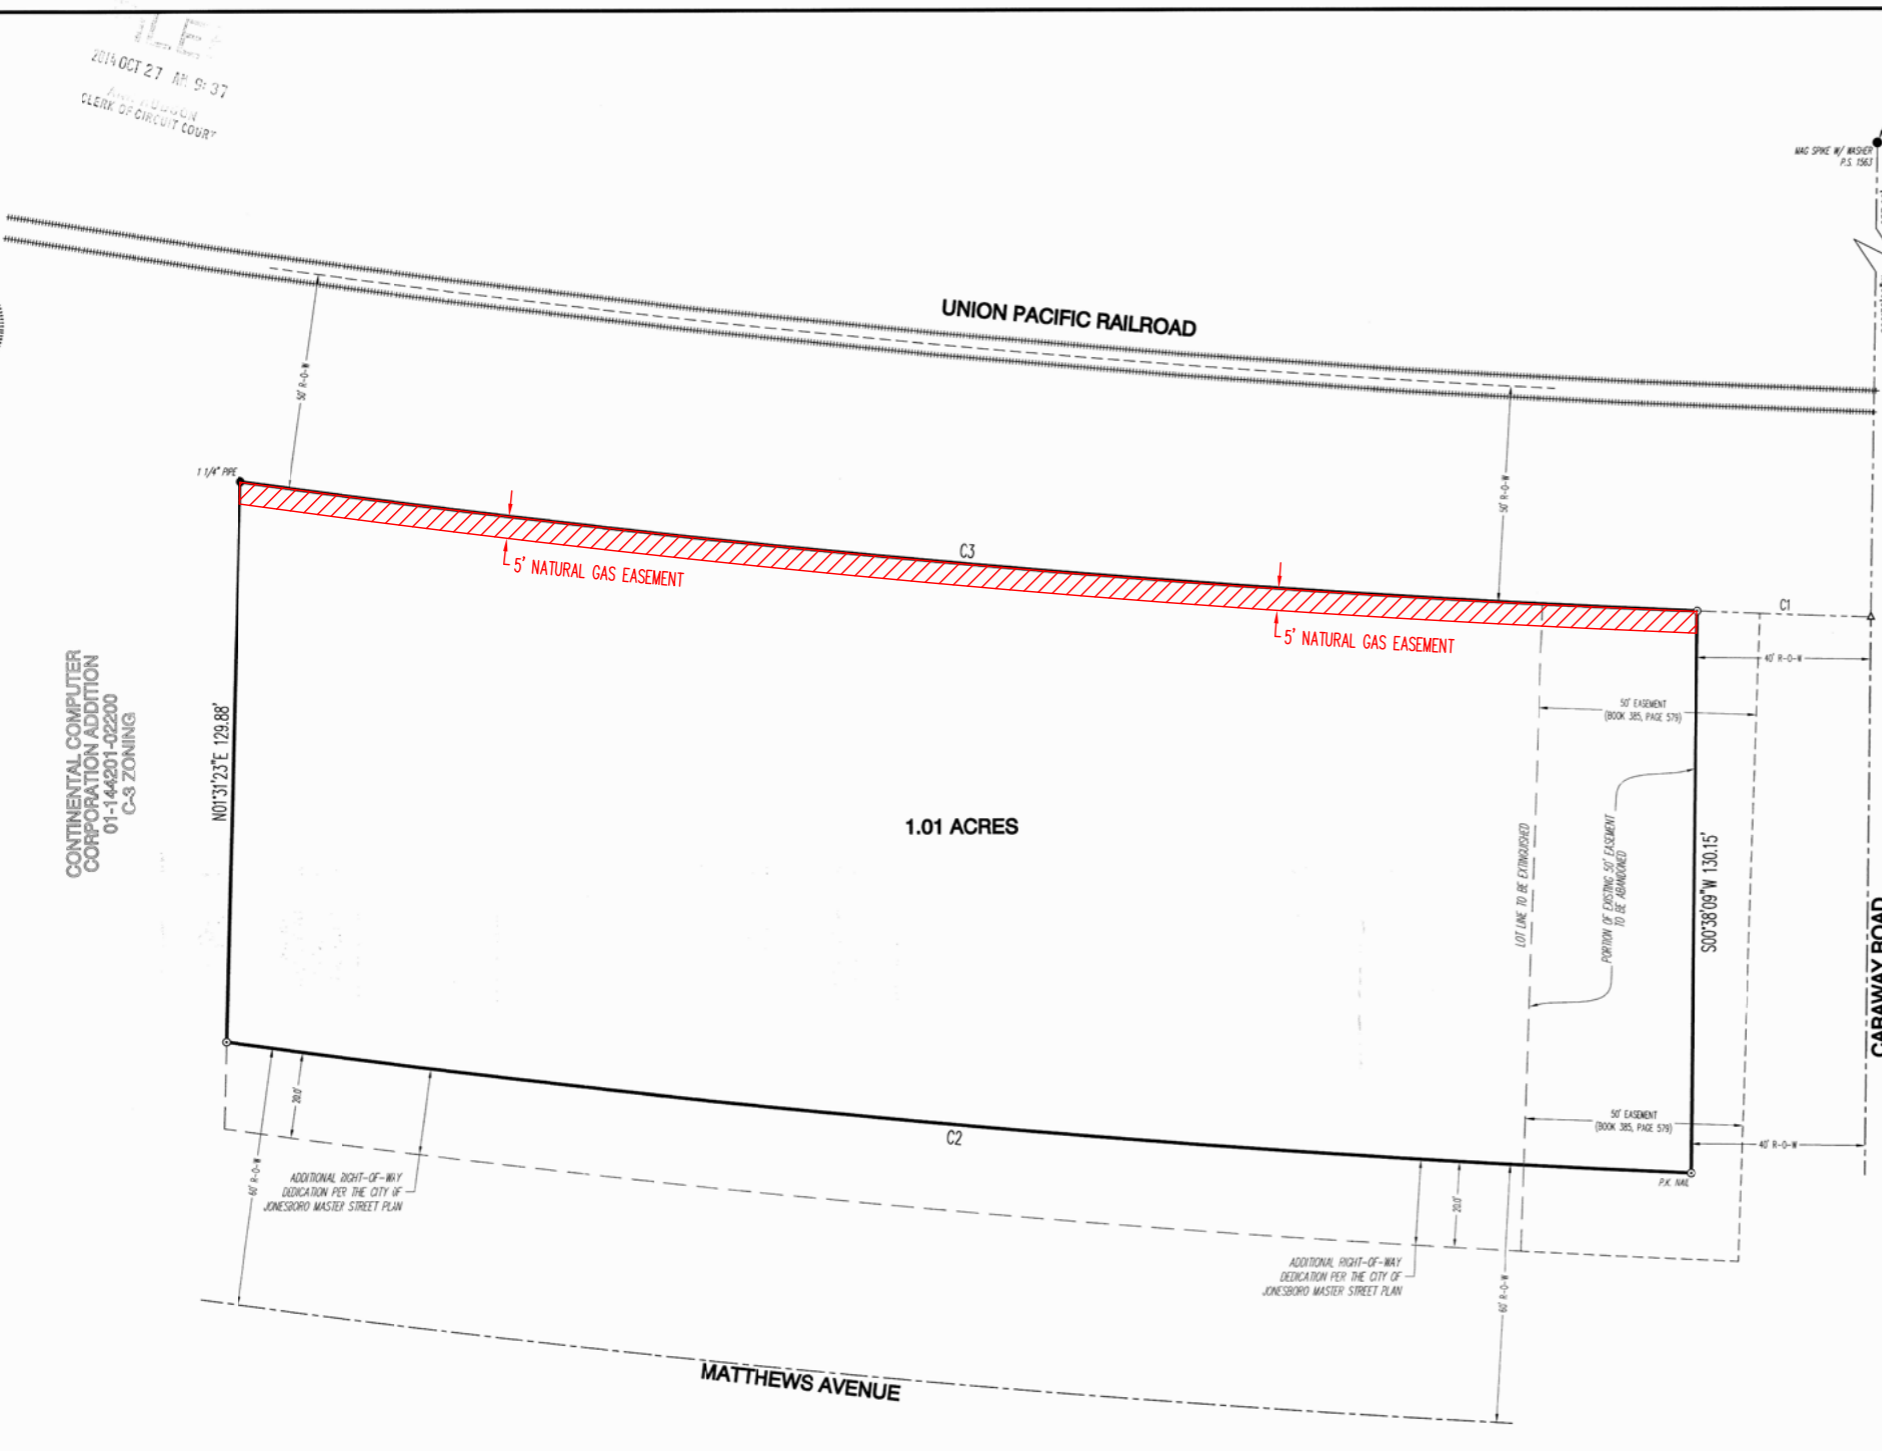 2014 OCT 27 AM 9:37
CLERK OF CIRCUIT COURT
MAG SPIKE W/ WASHER
P.S. 1563
UNION PACIFIC RAILROAD
50' R-O-W
50' R-O-W
1 1/4" PIPE
C3
5' NATURAL GAS EASEMENT
5' NATURAL GAS EASEMENT
C1
40' R-O-W
50' EASEMENT
(BOOK 385, PAGE 579)
CONTINENTAL COMPUTER
CORPORATION ADDITION
01-144201-02200
C-3 ZONING
N01°31'23"E 129.88'
1.01 ACRES
LOT LINE TO BE EXTINGUISHED
PORTION OF EXISTING 50' EASEMENT
TO BE ABANDONED
S00°38'09"W 130.15'
CARAWAY ROAD
50' EASEMENT
(BOOK 385, PAGE 579)
40' R-O-W
P.K. NAIL
C2
20.0'
60' R-O-W
ADDITIONAL RIGHT-OF-WAY
DEDICATION PER THE CITY OF
JONESBORO MASTER STREET PLAN
20.0'
60' R-O-W
ADDITIONAL RIGHT-OF-WAY
DEDICATION PER THE CITY OF
JONESBORO MASTER STREET PLAN
MATTHEWS AVENUE